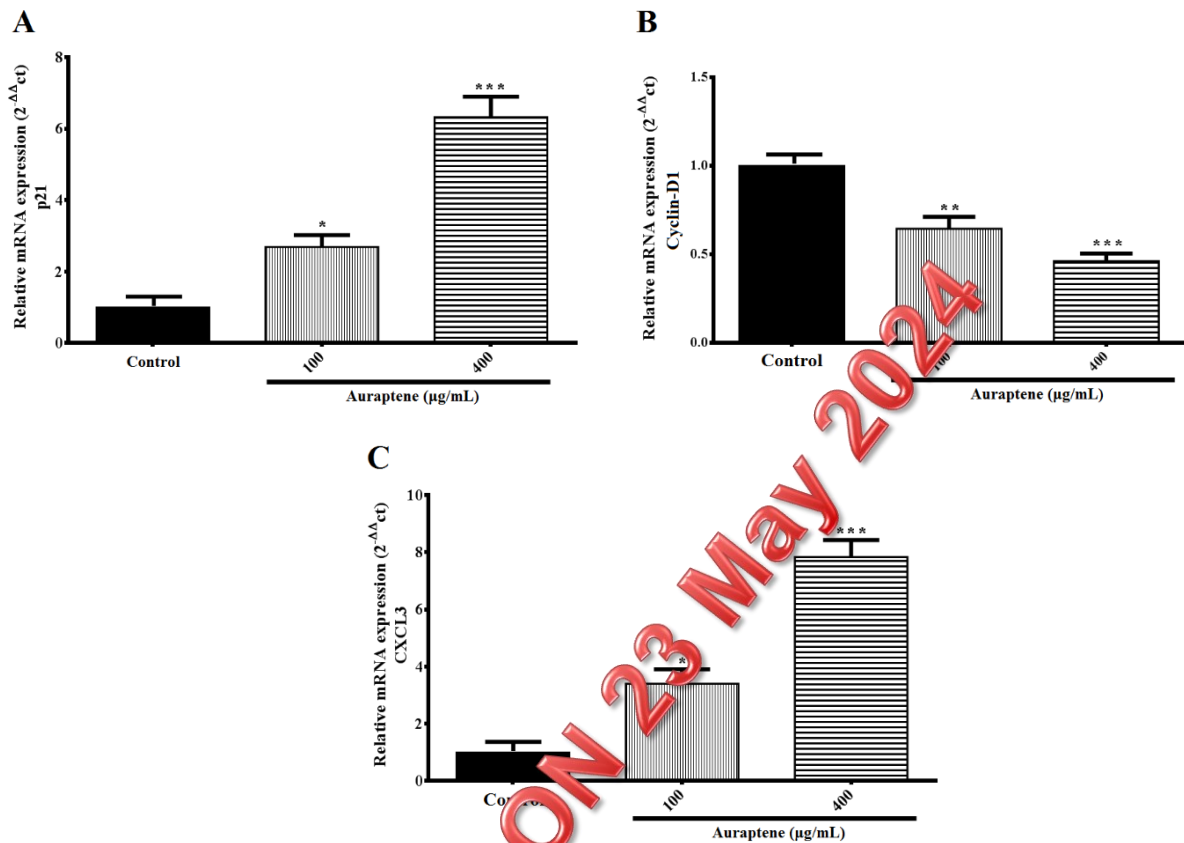 A
Relative mRNA expression (2^-ΔΔct)
p21
8
6
4
2
0
*
***
Control
100
400
Auraptene (μg/mL)
B
Relative mRNA expression (2^-ΔΔct)
Cyclin-D1
1.5
1.0
0.5
0.0
**
***
Control
100
400
Auraptene (μg/mL)
C
Relative mRNA expression (2^-ΔΔct)
CXCL3
10
8
6
4
2
0
***
100
400
Auraptene (μg/mL)
ON 23 May 2024